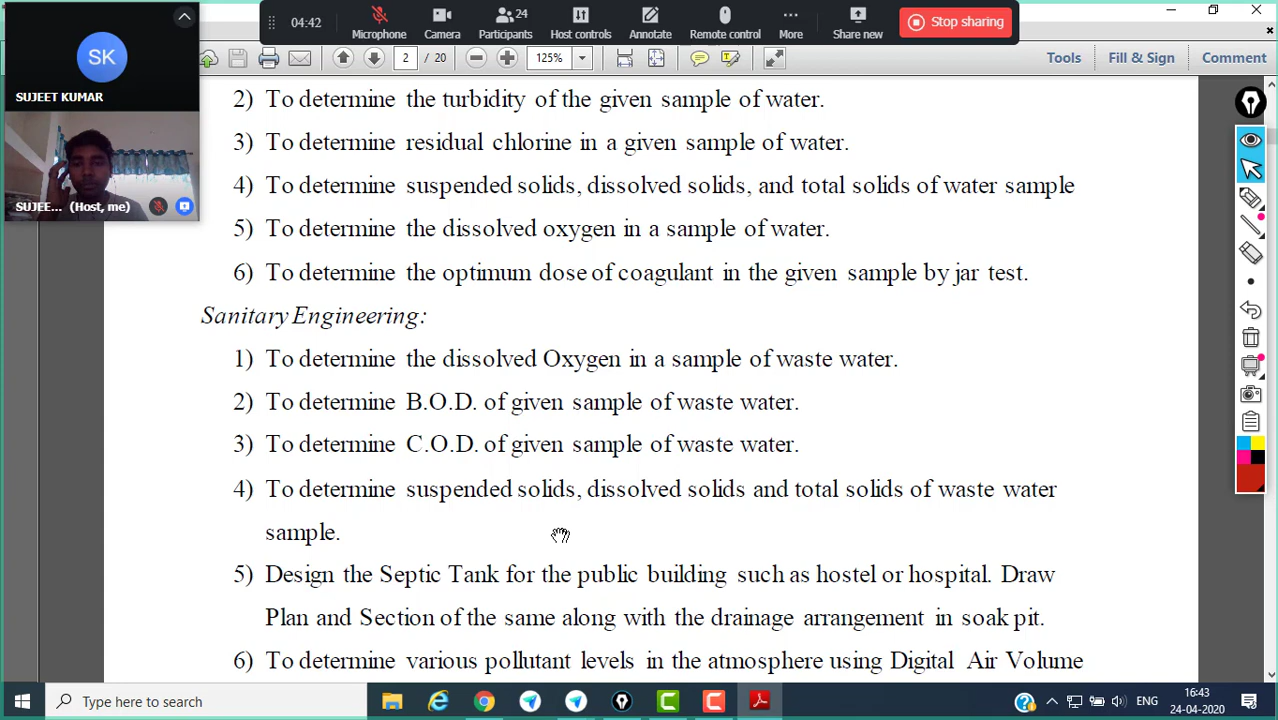 04:42
24
Microphone
Camera
Participants
Host controls
Annotate
Remote control
More
Share new
Stop sharing
SK
SUJEET KUMAR
SUJEE... (Host, me)
2 / 20
125%
Tools
Fill & Sign
Comment
2) To determine the turbidity of the given sample of water.
3) To determine residual chlorine in a given sample of water.
4) To determine suspended solids, dissolved solids, and total solids of water sample
5) To determine the dissolved oxygen in a sample of water.
6) To determine the optimum dose of coagulant in the given sample by jar test.
Sanitary Engineering:
1) To determine the dissolved Oxygen in a sample of waste water.
2) To determine B.O.D. of given sample of waste water.
3) To determine C.O.D. of given sample of waste water.
4) To determine suspended solids, dissolved solids and total solids of waste water
sample.
5) Design the Septic Tank for the public building such as hostel or hospital. Draw
Plan and Section of the same along with the drainage arrangement in soak pit.
6) To determine various pollutant levels in the atmosphere using Digital Air Volume
Type here to search
ENG
16:43
24-04-2020